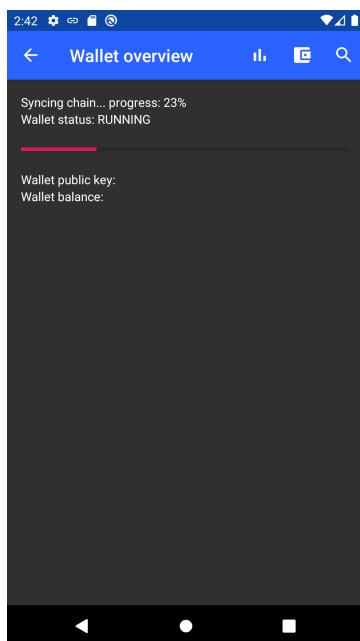 2:42
Wallet overview
Syncing chain... progress: 23%
Wallet status: RUNNING
Wallet public key:
Wallet balance: